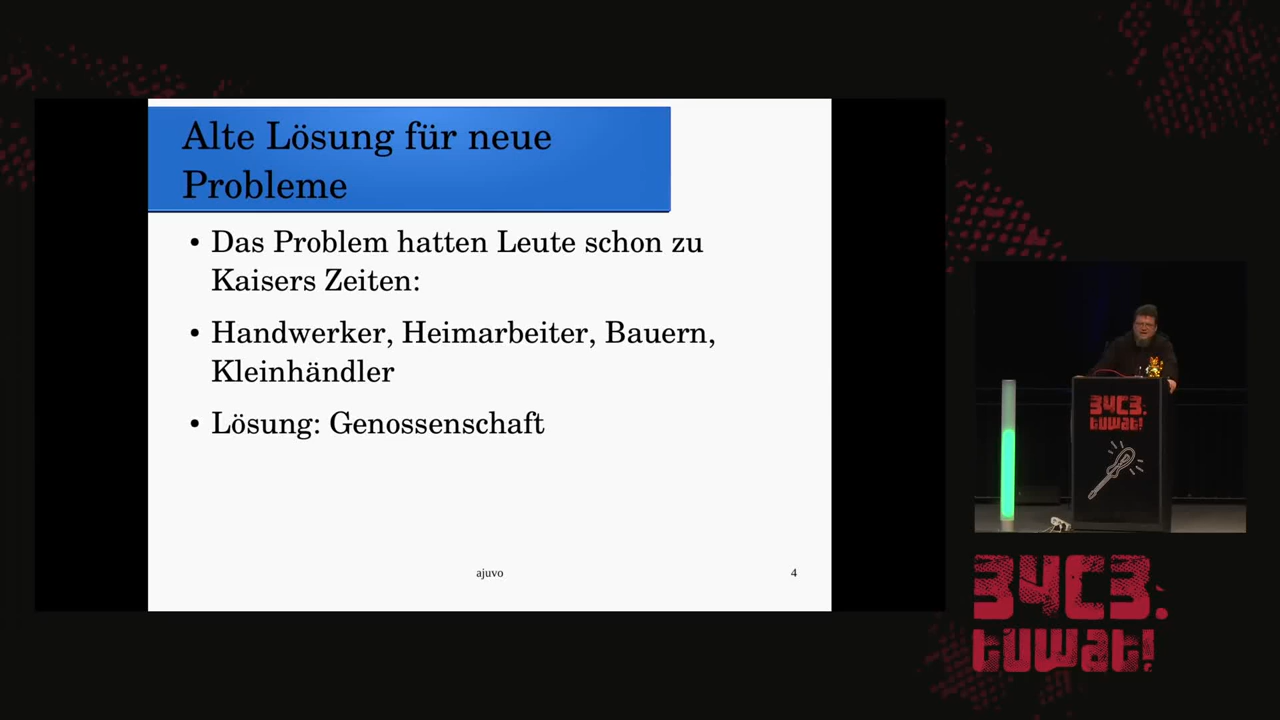 Alte Lösung für neue
Probleme
• Das Problem hatten Leute schon zu
Kaisers Zeiten:
• Handwerker, Heimarbeiter, Bauern,
Kleinhändler
• Lösung: Genossenschaft
ajuvo
4
34C3.
tuwat!
34C3.
tuwat!